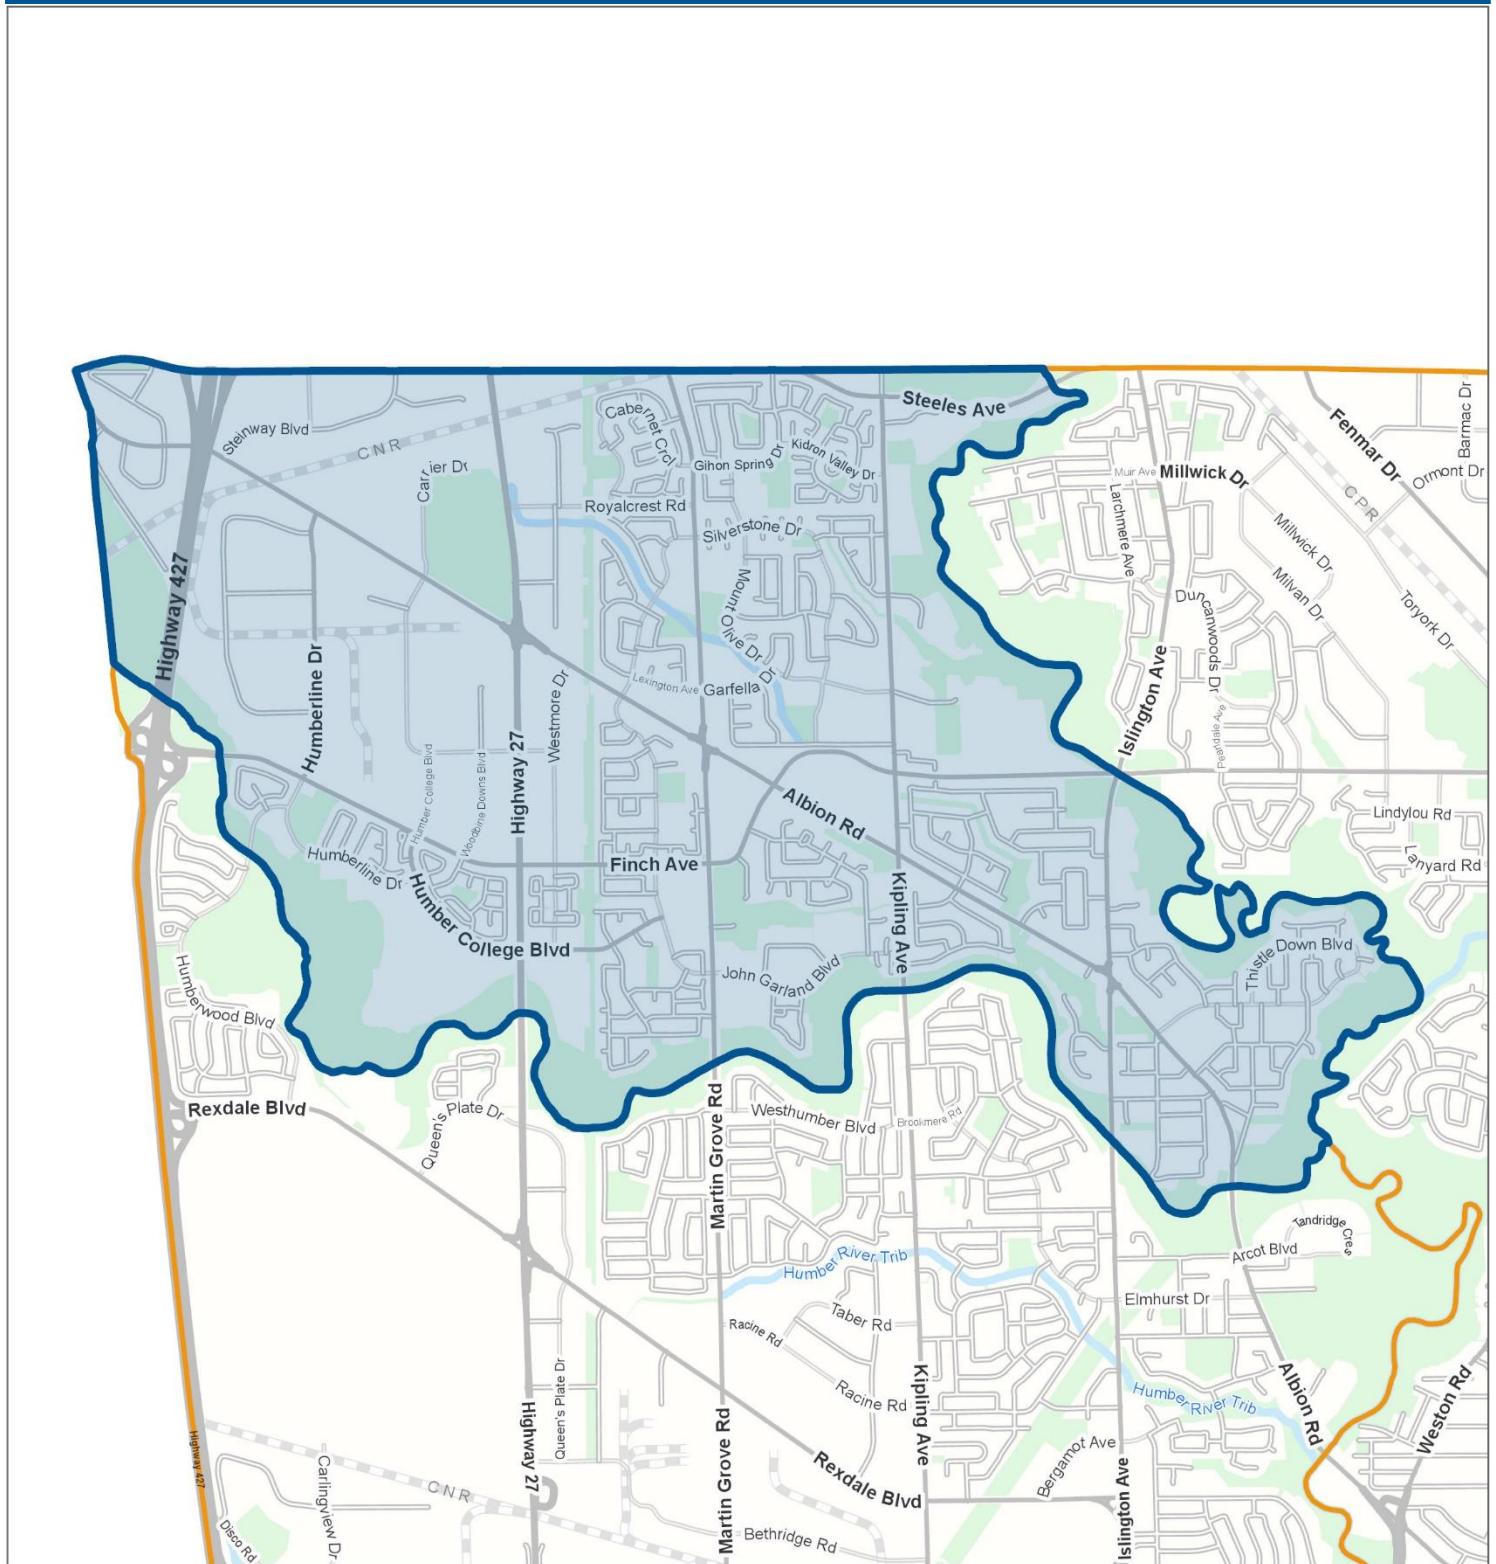 Steeles Ave
Steinway Blvd
CNR
Cabernet Crcl
Gihon Spring Dr
Kidron Valley Dr
Carrier Dr
Royalcrest Rd
Silverstone Dr
Mount Olive Dr
Muir Ave
Millwick Dr
Larchmere Ave
Fenmar Dr
Barmac Dr
Ormont Dr
CPR
Millwick Dr
Milvan Dr
Toryork Dr
Duncanwoods Dr
Pearldale Ave
Islington Ave
Highway 427
Humberline Dr
Lexington Ave
Garfella Dr
Westmore Dr
Highway 27
Humber College Blvd
Woodbine Downs Blvd
Albion Rd
Finch Ave
Lindylou Rd
Lanyard Rd
Humberline Dr
Humber College Blvd
Kipling Ave
John Garland Blvd
Thistle Down Blvd
Humberwood Blvd
Rexdale Blvd
Queen's Plate Dr
Martin Grove Rd
Westhumber Blvd
Brookmere Rd
Tandridge Cres
Arcot Blvd
Humber River Trib
Elmhurst Dr
Taber Rd
Racine Rd
Racine Rd
Queen's Plate Dr
Kipling Ave
Humber River Trib
Albion Rd
Weston Rd
Highway 427
Highway 27
Martin Grove Rd
Bergamot Ave
Rexdale Blvd
Islington Ave
Carlingview Dr
CNR
Disco Rd
Bethridge Rd